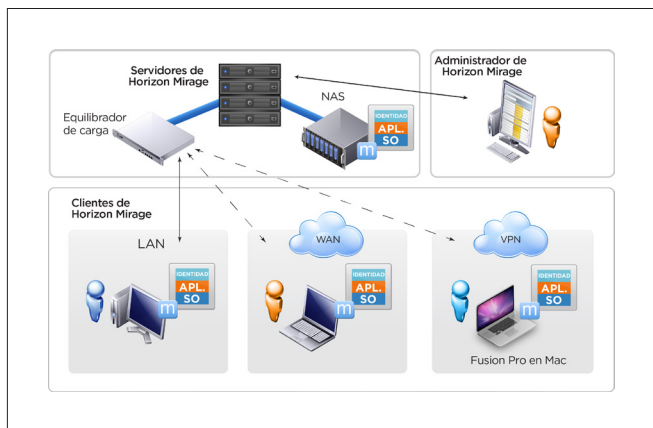 Servidores de
Horizon Mirage
Equilibrador
de carga
NAS
IDENTIDAD
APL.
SO
m
Administrador de
Horizon Mirage
Clientes de
Horizon Mirage
LAN
IDENTIDAD
APL.
SO
m
WAN
IDENTIDAD
APL.
SO
m
VPN
IDENTIDAD
APL.
SO
m
Fusion Pro en Mac